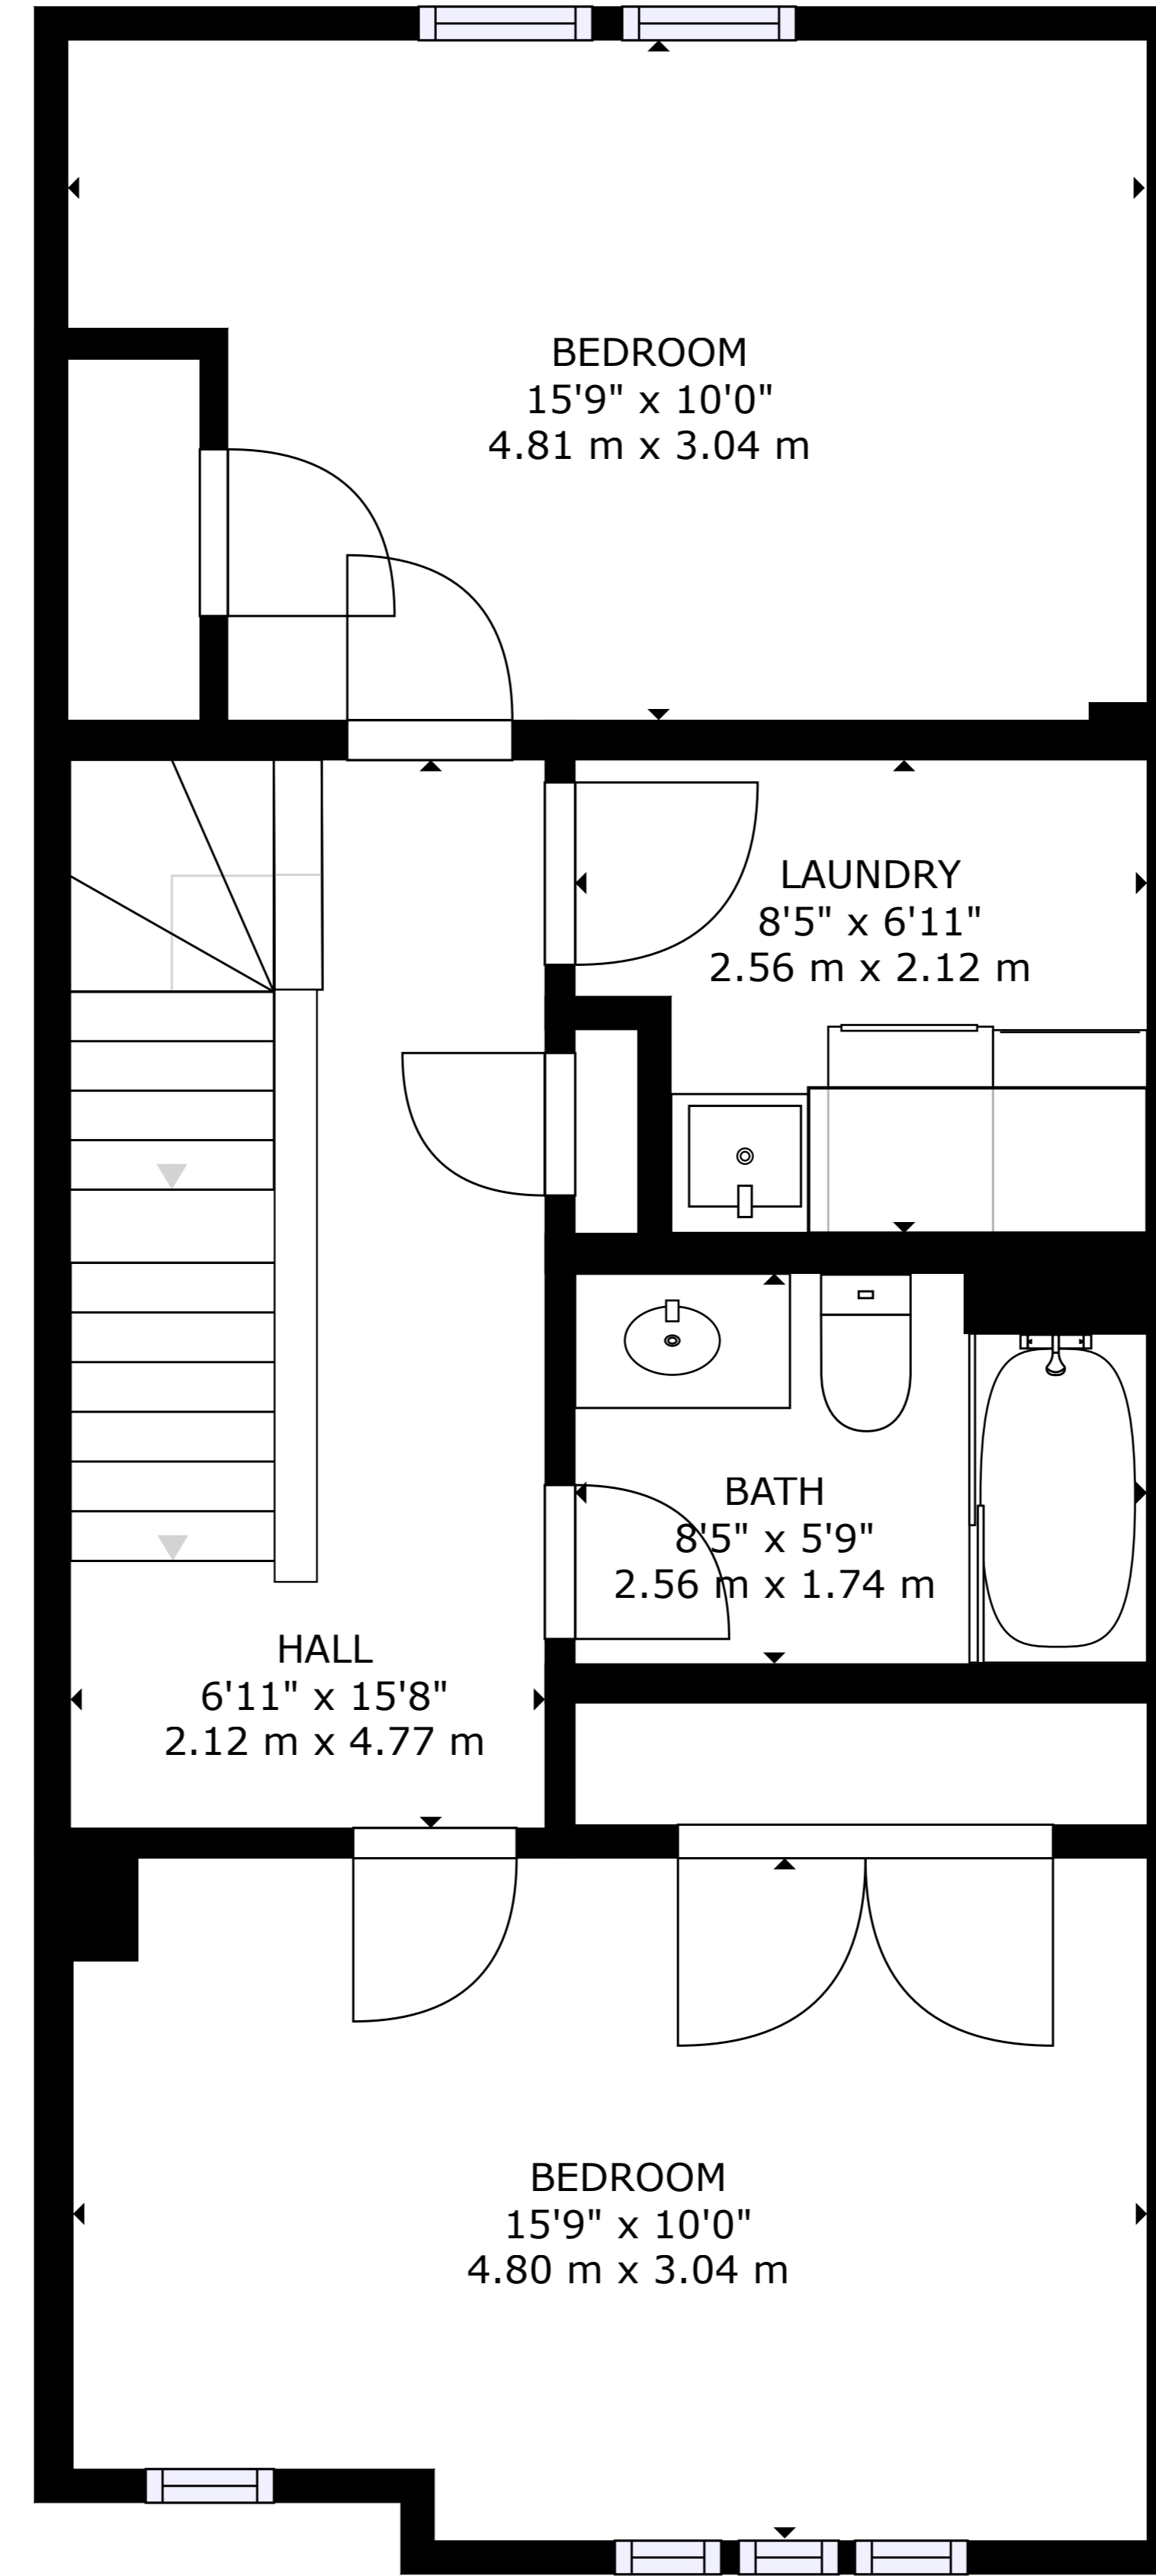 BEDROOM
15'9" x 10'0"
4.81 m x 3.04 m
LAUNDRY
8'5" x 6'11"
2.56 m x 2.12 m
BATH
8'5" x 5'9"
2.56 m x 1.74 m
HALL
6'11" x 15'8"
2.12 m x 4.77 m
BEDROOM
15'9" x 10'0"
4.80 m x 3.04 m